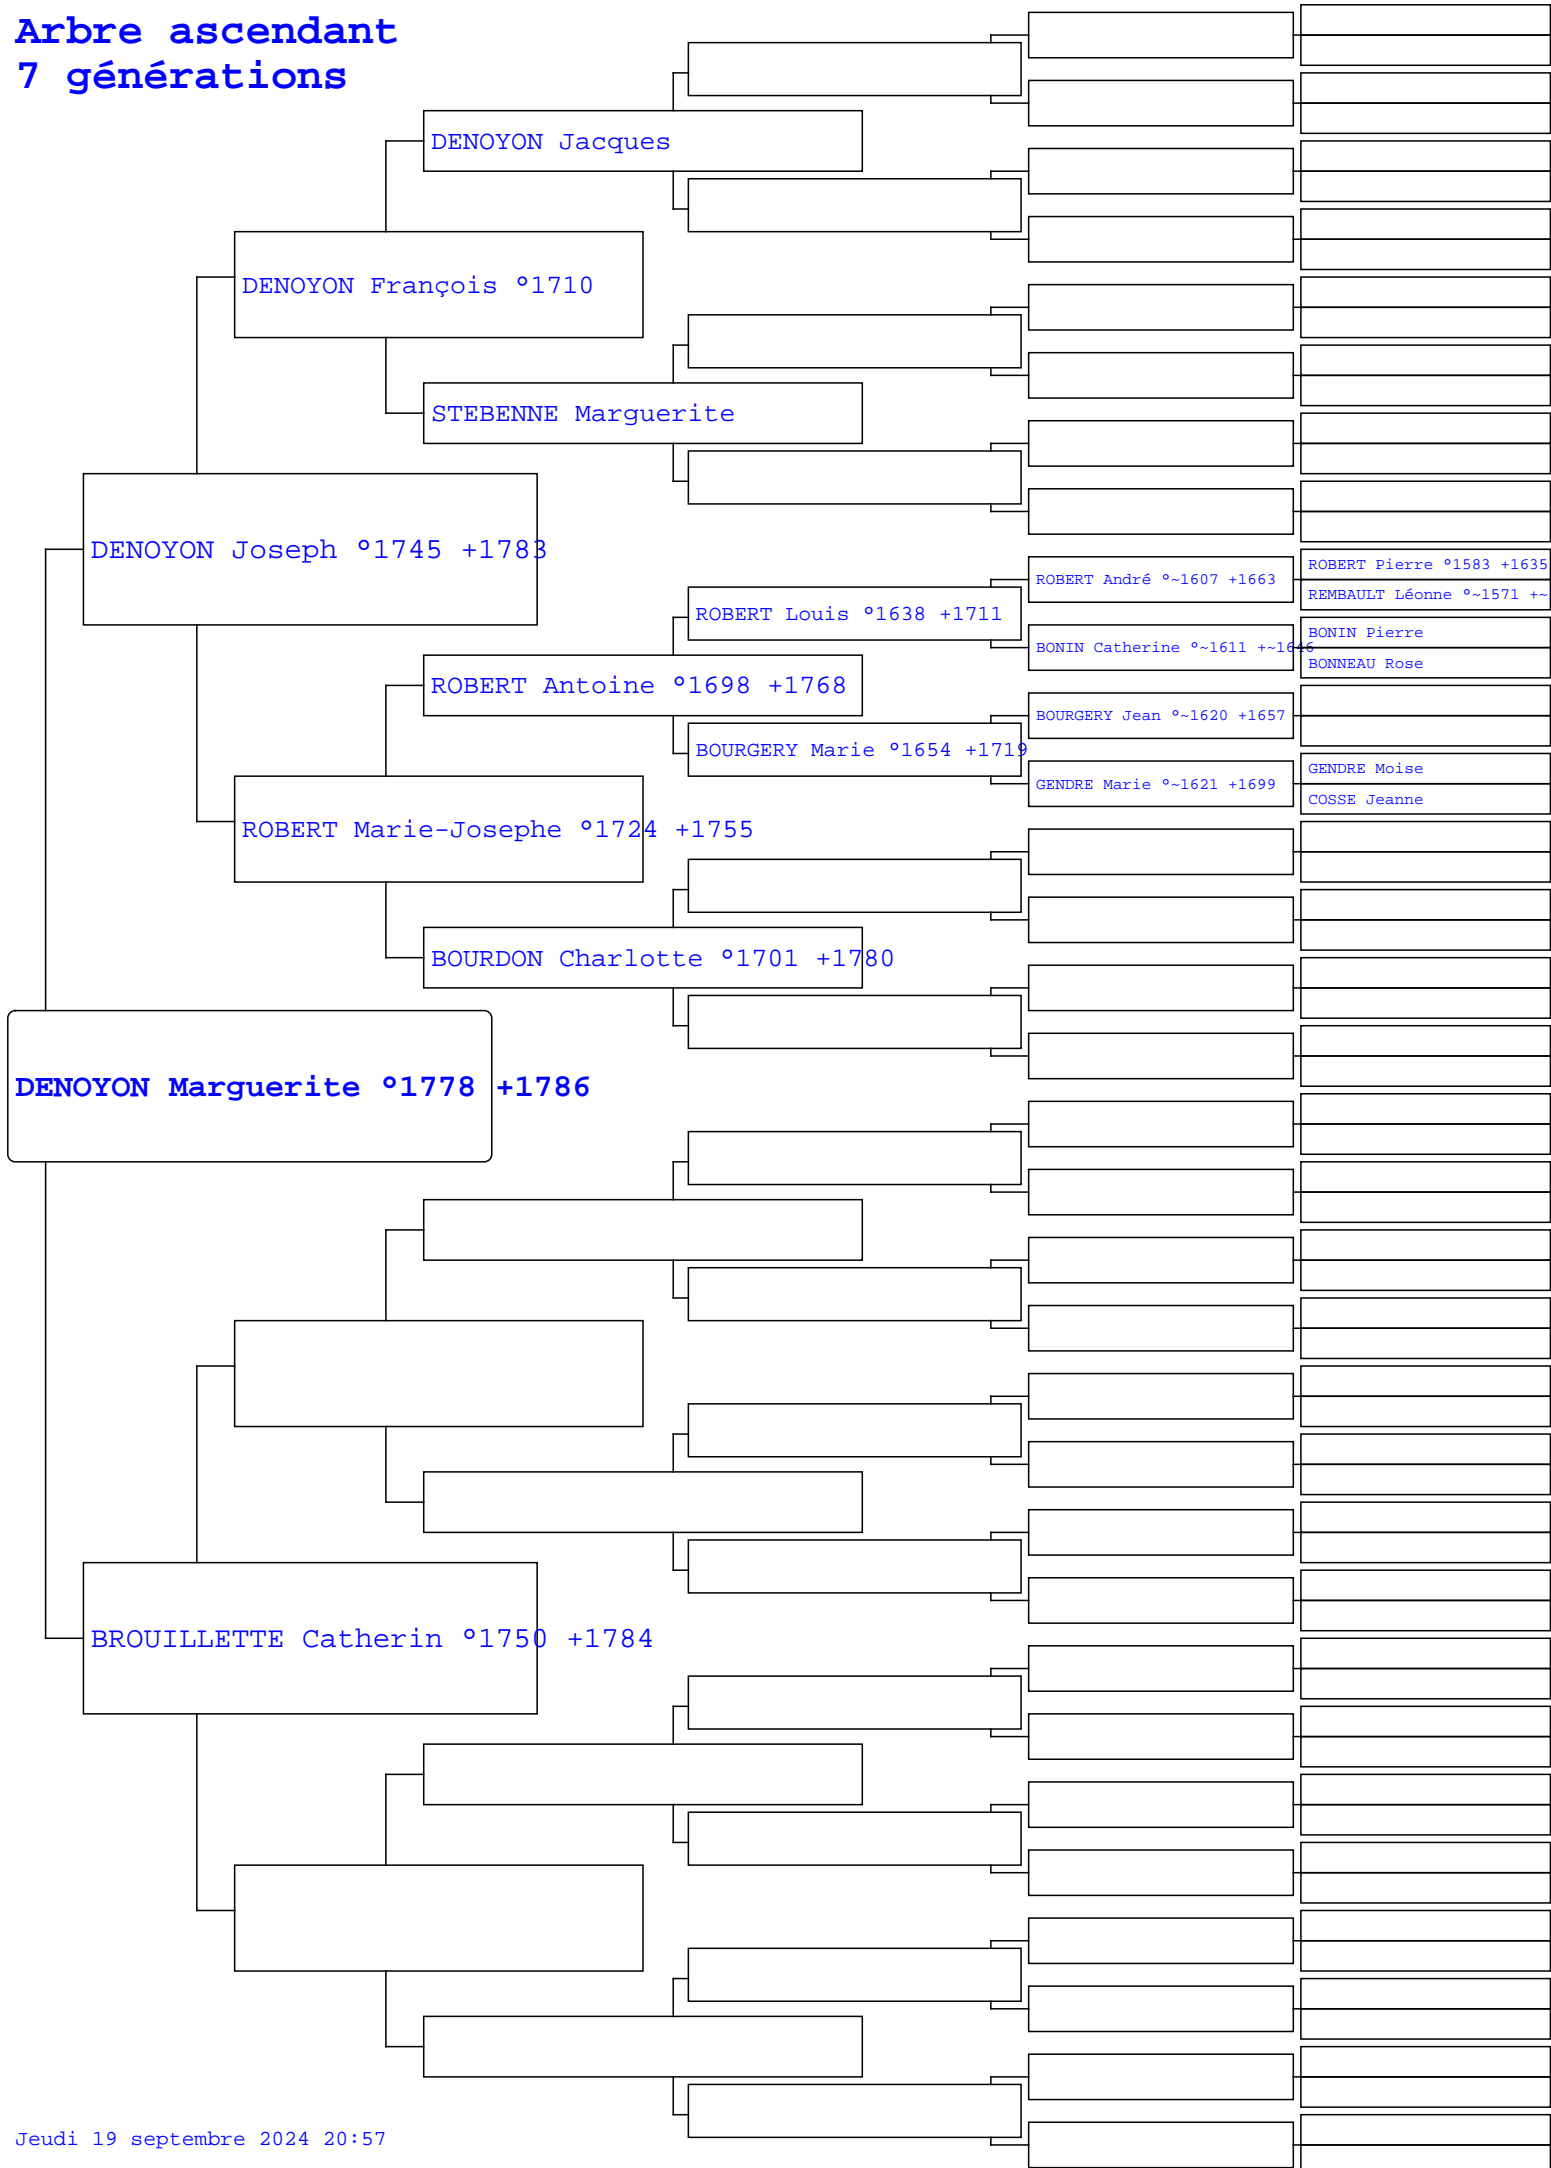 Arbre ascendant
7 générations
DENOYON Jacques
DENOYON François °1710
STEBENNE Marguerite
DENOYON Joseph °1745 +1783
ROBERT Pierre °1583 +1635
ROBERT André °~1607 +1663
REMBAULT Léonne °~1571 +~
ROBERT Louis °1638 +1711
BONIN Pierre
BONIN Catherine °~1611 +~1646
BONNEAU Rose
ROBERT Antoine °1698 +1768
BOURGERY Jean °~1620 +1657
BOURGERY Marie °1654 +1719
GENDRE Moise
GENDRE Marie °~1621 +1699
COSSE Jeanne
ROBERT Marie-Josephe °1724 +1755
BOURDON Charlotte °1701 +1780
DENOYON Marguerite °1778 +1786
BROUILLETTE Catherin °1750 +1784
Jeudi 19 septembre 2024 20:57